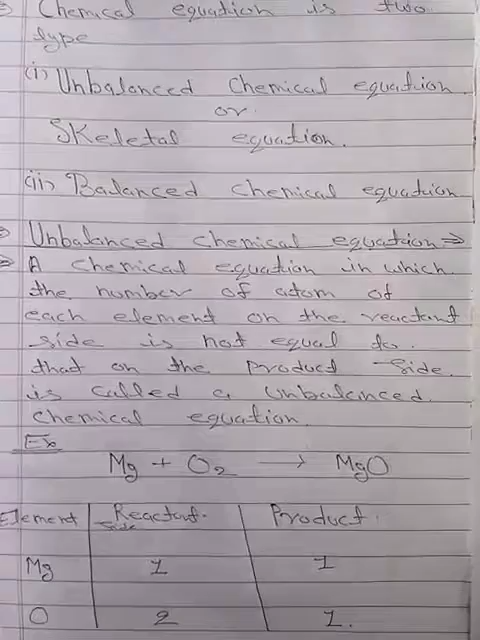 ⇒ Chemical equation is two
type
(i) Unbalanced Chemical equation.
or
Skeletal equation.
(ii) Balanced chemical equation
⇒ Unbalanced chemical equation ⇒
⇒ A chemical equation in which
the number of atom of
each element on the reactant
side is not equal to
that on the product side.
is called a unbalanced.
Chemical equation.
Ex
Mg + O₂ → MgO
Element Reactant side Product
Mg 1 1
O 2 1.